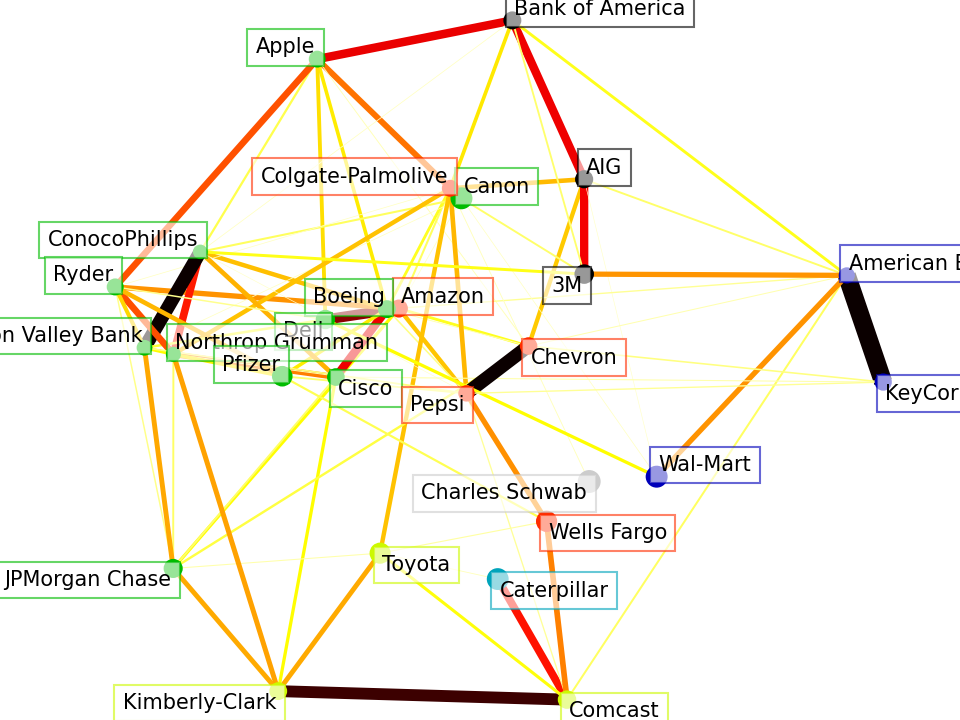 Bank of America
Apple
AIG
Colgate-Palmolive
Canon
ConocoPhillips
American E
Ryder
3M
Boeing
Amazon
Dell
on Valley Bank
Northrop Grumman
Chevron
Pfizer
Cisco
KeyCor
Pepsi
Wal-Mart
Charles Schwab
Wells Fargo
Toyota
JPMorgan Chase
Caterpillar
Kimberly-Clark
Comcast